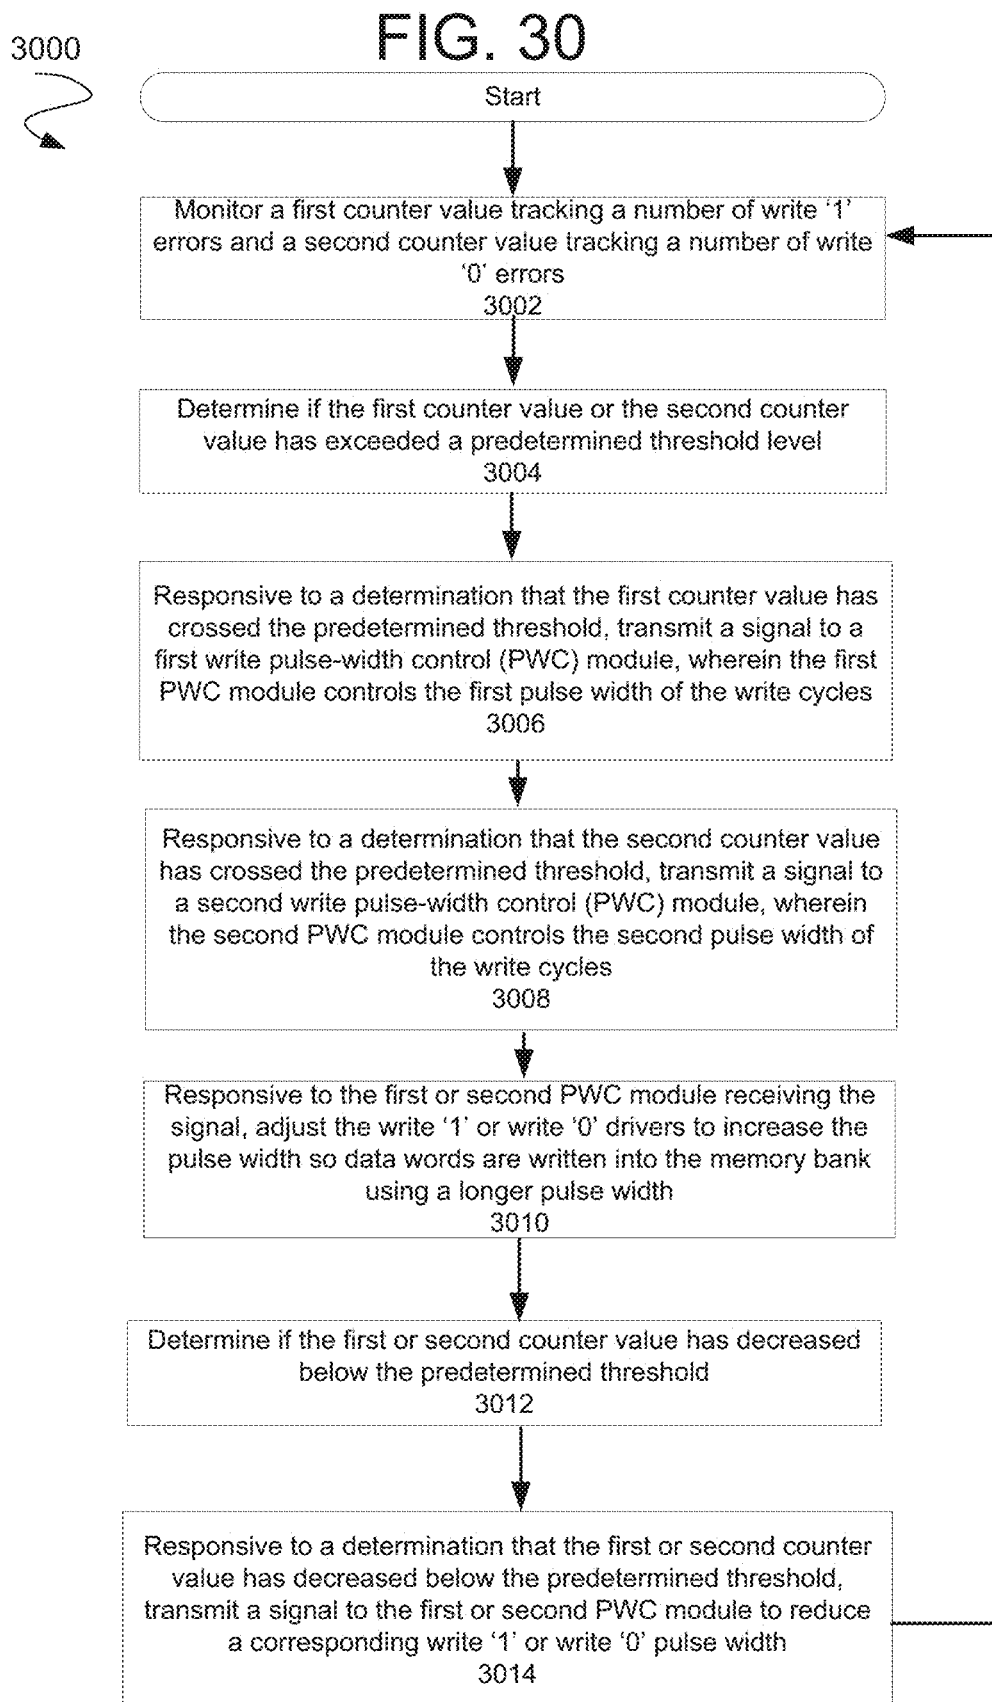 FIG. 30
3000
Start
Monitor a first counter value tracking a number of write ‘1’
errors and a second counter value tracking a number of write
‘0’ errors
3002
Determine if the first counter value or the second counter
value has exceeded a predetermined threshold level
3004
Responsive to a determination that the first counter value has
crossed the predetermined threshold, transmit a signal to a
first write pulse-width control (PWC) module, wherein the first
PWC module controls the first pulse width of the write cycles
3006
Responsive to a determination that the second counter value
has crossed the predetermined threshold, transmit a signal to
a second write pulse-width control (PWC) module, wherein
the second PWC module controls the second pulse width of
the write cycles
3008
Responsive to the first or second PWC module receiving the
signal, adjust the write ‘1’ or write ‘0’ drivers to increase the
pulse width so data words are written into the memory bank
using a longer pulse width
3010
Determine if the first or second counter value has decreased
below the predetermined threshold
3012
Responsive to a determination that the first or second counter
value has decreased below the predetermined threshold,
transmit a signal to the first or second PWC module to reduce
a corresponding write ‘1’ or write ‘0’ pulse width
3014